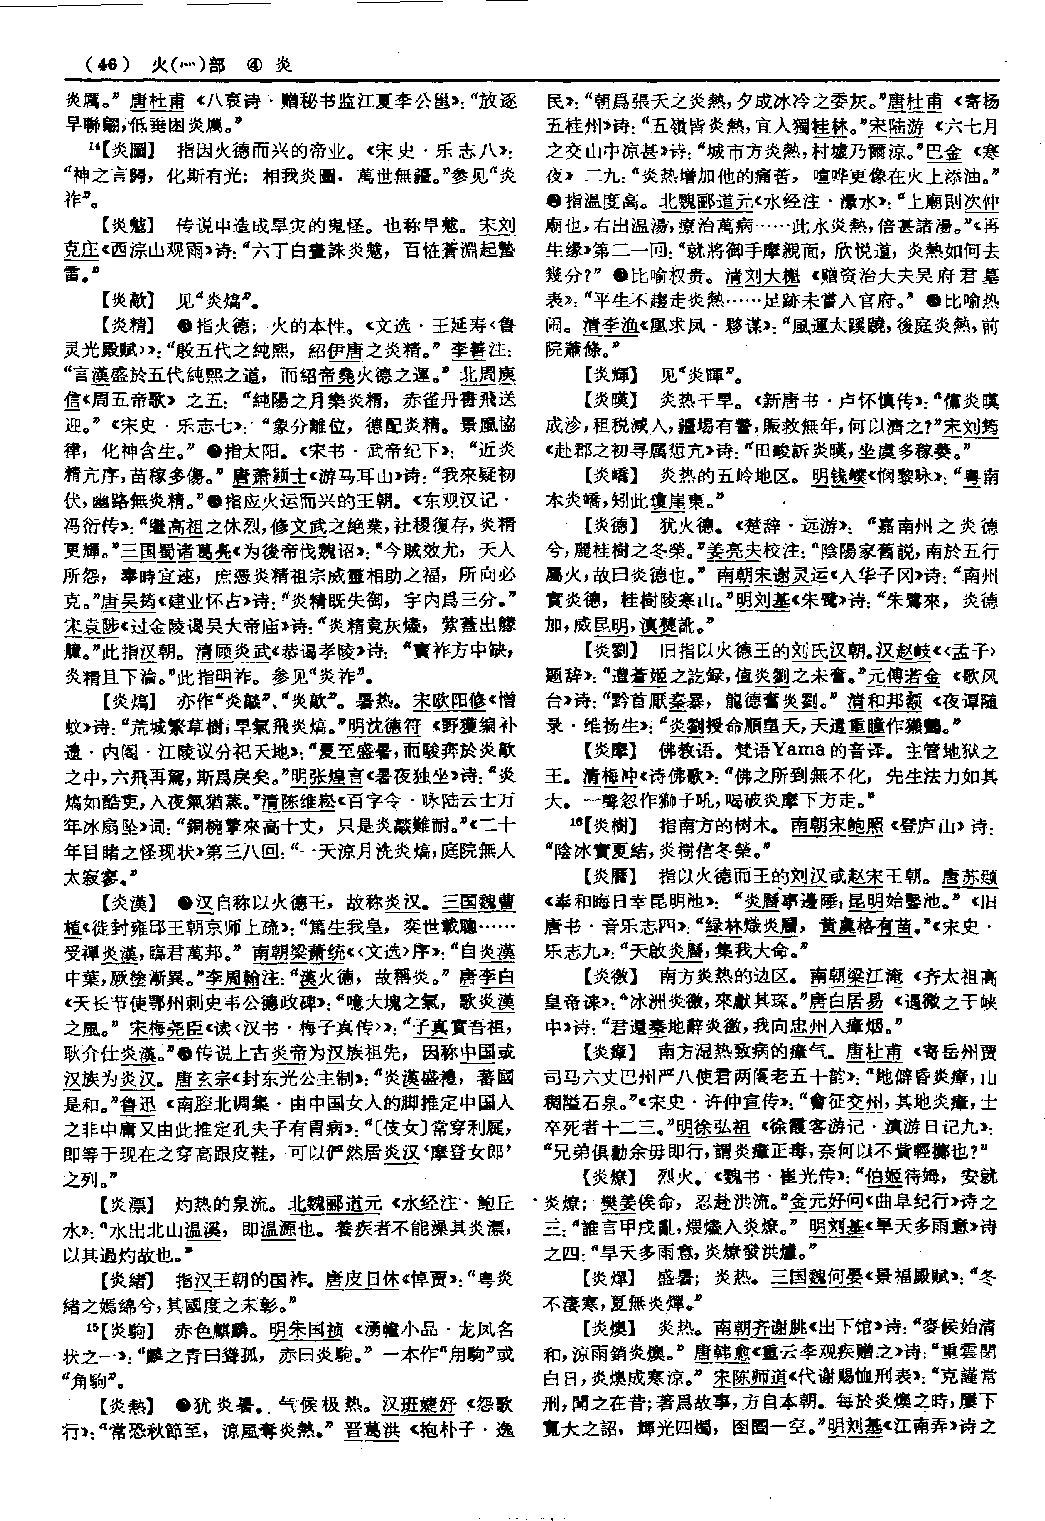 （46） 火(灬)部 ④ 炎
炎厲。”唐杜甫《八哀诗·赠秘书监江夏李公邕》：“放逐
早聯翩，低垂困炎厲。”
14【炎圖】 指因火德而兴的帝业。《宋史·乐志八》：
“神之言歸，化斯有光；相我炎圖，萬世無疆。”参见“炎
祚”。
【炎魃】 传说中造成旱灾的鬼怪。也称旱魃。宋刘
克庄《西淙山观雨》诗：“六丁白晝誅炎魃，百怪蒼淵起蟄
雷。”
【炎歊】 见“炎熇”。
【炎精】 ❶指火德；火的本性。《文选·王延寿〈鲁
灵光殿赋〉》：“殷五代之純熙，紹伊唐之炎精。”李善注：
“言漢盛於五代純熙之道，而紹帝堯火德之運。”北周庾
信《周五帝歌》之五：“純陽之月樂炎精，赤雀丹書飛送
迎。”《宋史·乐志七》：“象分離位，德配炎精。景風協
律，化神含生。”❷指太阳。《宋书·武帝纪下》：“近炎
精亢序，苗稼多傷。”唐萧颖士《游马耳山》诗：“我來疑初
伏，幽路無炎精。”❸指应火运而兴的王朝。《东观汉记·
冯衍传》：“繼高祖之休烈，修文武之絶業，社稷復存，炎精
更輝。”三国蜀诸葛亮《为後帝伐魏诏》：“今賊效尤，天人
所怨，奉時宜速，庶憑炎精祖宗威靈相助之福，所向必
克。”唐吴筠《建业怀古》诗：“炎精既失御，宇内爲三分。”
宋袁陟《过金陵谒吴大帝庙》诗：“炎精竟灰燼，紫蓋出朦
朧。”此指汉朝。清顾炎武《恭谒孝陵》诗：“寶祚方中缺，
炎精且下淪。”此指明祚。参见“炎祚”。
【炎熇】 亦作“炎歊”、“炎歊”。暑热。宋欧阳修《憎
蚊》诗：“荒城繁草樹，旱氣飛炎熇。”明沈德符《野獲编补
遗·内阁·江陵议分祀天地》：“夏至盛暑，而駿奔於炎歊
之中，六飛再駕，斯爲戾矣。”明张煌言《暑夜独坐》诗：“炎
熇如酷吏，入夜氣猶蒸。”清陈维崧《百字令·咏陆云士万
年冰扇坠》词：“銅椀擎來高十丈，只是炎歊難耐。”《二十
年目睹之怪现状》第三八回：“一天涼月洗炎熇，庭院無人
太寂寥。”
【炎漢】 ❶汉自称以火德王，故称炎汉。三国魏曹
植《徙封雍邱王朝京师上疏》：“篤生我皇，奕世載聰……
受禪炎漢，臨君萬邦。”南朝梁萧统《〈文选〉序》：“自炎漢
中葉，厥塗漸異。”李周翰注：“漢火德，故稱炎。”唐李白
《天长节使鄂州刺史韦公德政碑》：“噫大塊之氣，歌炎漢
之風。”宋梅尧臣《读〈汉书·梅子真传〉》：“子真實吾祖，
耿介仕炎漢。”❷传说上古炎帝为汉族祖先，因称中国或
汉族为炎汉。唐玄宗《封东光公主制》：“炎漢盛禮，蕃國
是和。”鲁迅《南腔北调集·由中国女人的脚推定中国人
之非中庸又由此推定孔夫子有胃病》：“〔伎女〕常穿利屣，
即等于现在之穿高跟皮鞋，可以俨然居炎汉‘摩登女郎’
之列。”
【炎漂】 灼热的泉流。北魏郦道元《水经注·鲍丘
水》：“水出北山温溪，即温源也。養疾者不能澡其炎漂，
以其過灼故也。”
【炎緒】 指汉王朝的国祚。唐皮日休《悼贾》：“粤炎
緒之嫣綿兮，其國度之未彰。”
15【炎駒】 赤色麒麟。明朱国祯《湧幢小品·龙凤名
状之一》：“麟之青曰聳孤，赤曰炎駒。”一本作“角駒”或
“角駒”。
【炎熱】 ❶犹炎暑。气候极热。汉班婕妤《怨歌
行》：“常恐秋節至，涼風奪炎熱。”晋葛洪《抱朴子·逸
民》：“朝爲張天之炎熱，夕成冰冷之委灰。”唐杜甫《寄杨
五桂州》诗：“五嶺皆炎熱，宜人獨桂林。”宋陆游《六七月
之交山中凉甚》诗：“城市方炎熱，村墟乃爾涼。”巴金《寒
夜》二九：“炎热增加他的痛苦，喧哗更像在火上添油。”
❷指温度高。北魏郦道元《水经注·瀑水》：“上廟則次仲
廟也，右出温湯，療治萬病……此水炎熱，倍甚諸湯。”《再
生缘》第二一回：“就將御手摩親面，欣悦道，炎熱如何去
幾分？”❸比喻权贵。清刘大櫆《赠资治大夫吴府君墓
表》：“平生不趨走炎熱……足跡未嘗入官府。”❹比喻热
闹。清李渔《凰求凤·夥谋》：“風運太蹊蹺，後庭炎熱，前
院蕭條。”
【炎輝】 见“炎暉”。
【炎暵】 炎热干旱。《新唐书·卢怀慎传》：“儻炎暵
成沴，租税減入，疆埸有警，賑救無年，何以濟之？”宋刘筠
《赴郡之初寻属愆亢》诗：“田畯訴炎暵，坐虞多稼萎。”
【炎嶠】 炎热的五岭地区。明钱㠉《悯黎咏》：“粤南
本炎嶠，矧此瓊崖東。”
【炎德】 犹火德。《楚辞·远游》：“嘉南州之炎德
兮，麗桂樹之冬榮。”姜亮夫校注：“陰陽家舊説，南於五行
屬火，故曰炎德也。”南朝宋谢灵运《入华子冈》诗：“南州
實炎德，桂樹陵寒山。”明刘基《朱鹭》诗：“朱鷺來，炎德
加，威昆明，滇僰訛。”
【炎劉】 旧指以火德王的刘氏汉朝。汉赵岐《〈孟子〉
题辞》：“遭蒼姬之訖録，值炎劉之未奮。”元傅若金《歌风
台》诗：“黔首厭秦暴，龍德奮炎劉。”清和邦额《夜谭随
录·维扬生》：“炎劉授命順皇天，天遣重瞳作獺鸇。”
【炎摩】 佛教语。梵语Yama的音译。主管地狱之
王。清梅冲《诗佛歌》：“佛之所到無不化，先生法力如其
大。一聲忽作獅子吼，喝破炎摩下方走。”
16【炎樹】 指南方的树木。南朝宋鲍照《登庐山》诗：
“陰冰實夏結，炎樹信冬榮。”
【炎曆】 指以火德而王的刘汉或赵宋王朝。唐苏颋
《奉和晦日幸昆明池》：“炎曆事邊陲，昆明始鑿池。”《旧
唐书·音乐志四》：“緑林熸炎曆，黄虞格有苗。”《宋史·
乐志九》：“天啟炎曆，集我大命。”
【炎徼】 南方炎热的边区。南朝梁江淹《齐太祖高
皇帝诔》：“冰洲炎徼，來獻其琛。”唐白居易《遇微之于峡
中》诗：“君還秦地辭炎徼，我向忠州入瘴烟。”
【炎瘴】 南方湿热致病的瘴气。唐杜甫《寄岳州贾
司马六丈巴州严八使君两阁老五十韵》：“地僻昏炎瘴，山
稠隘石泉。”《宋史·许仲宣传》：“會征交州，其地炎瘴，士
卒死者十二三。”明徐弘祖《徐霞客游记·滇游日记九》：
“兄弟俱勸余毋即行，謂炎瘴正毒，奈何以不貲輕擲也？”
【炎燎】 烈火。《魏书·崔光传》：“伯姬待姆，安就
炎燎；樊姜俟命，忍赴洪流。”金元好问《曲阜纪行》诗之
三：“誰言甲戌亂，煨燼入炎燎。”明刘基《旱天多雨意》诗
之四：“旱天多雨意，炎燎發洪爐。”
【炎燀】 盛暑；炎热。三国魏何晏《景福殿赋》：“冬
不淒寒，夏無炎燀。”
【炎燠】 炎热。南朝齐谢朓《出下馆》诗：“麥候始清
和，涼雨銷炎燠。”唐韩愈《重云李观疾赠之》诗：“重雲閉
白日，炎燠成寒涼。”宋陈师道《代谢赐恤刑表》：“克謹常
刑，聞之在昔；著爲故事，方自本朝。每於炎燠之時，屢下
寬大之詔，輝光四燭，囹圄一空。”明刘基《江南弄》诗之